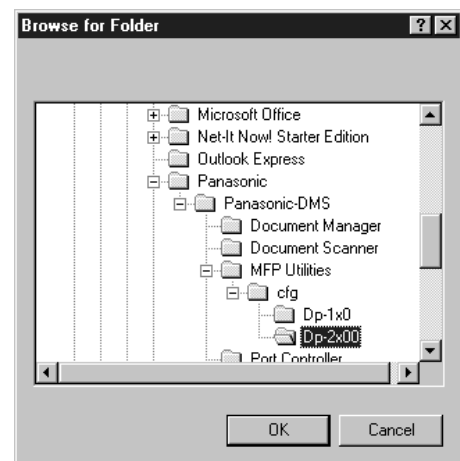 Browse for Folder
Microsoft Office
Net-It Now! Starter Edition
Outlook Express
Panasonic
Panasonic-DMS
Document Manager
Document Scanner
MFP Utilities
cfg
Dp-1x0
Dp-2x00
Port Controller
OK Cancel